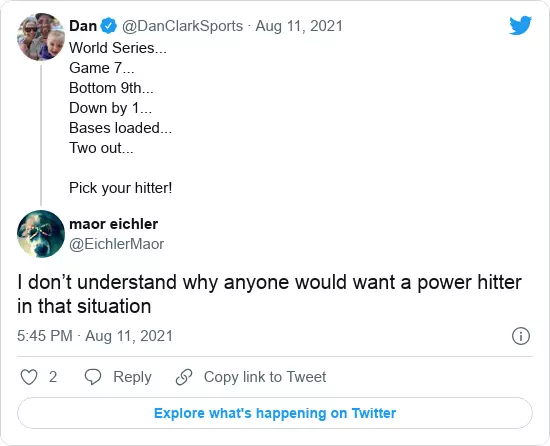 Dan @DanClarkSports · Aug 11, 2021
World Series...
Game 7...
Bottom 9th...
Down by 1...
Bases loaded...
Two out...
Pick your hitter!
maor eichler
@EichlerMaor
I don’t understand why anyone would want a power hitter
in that situation
5:45 PM · Aug 11, 2021
2 Reply Copy link to Tweet
Explore what's happening on Twitter